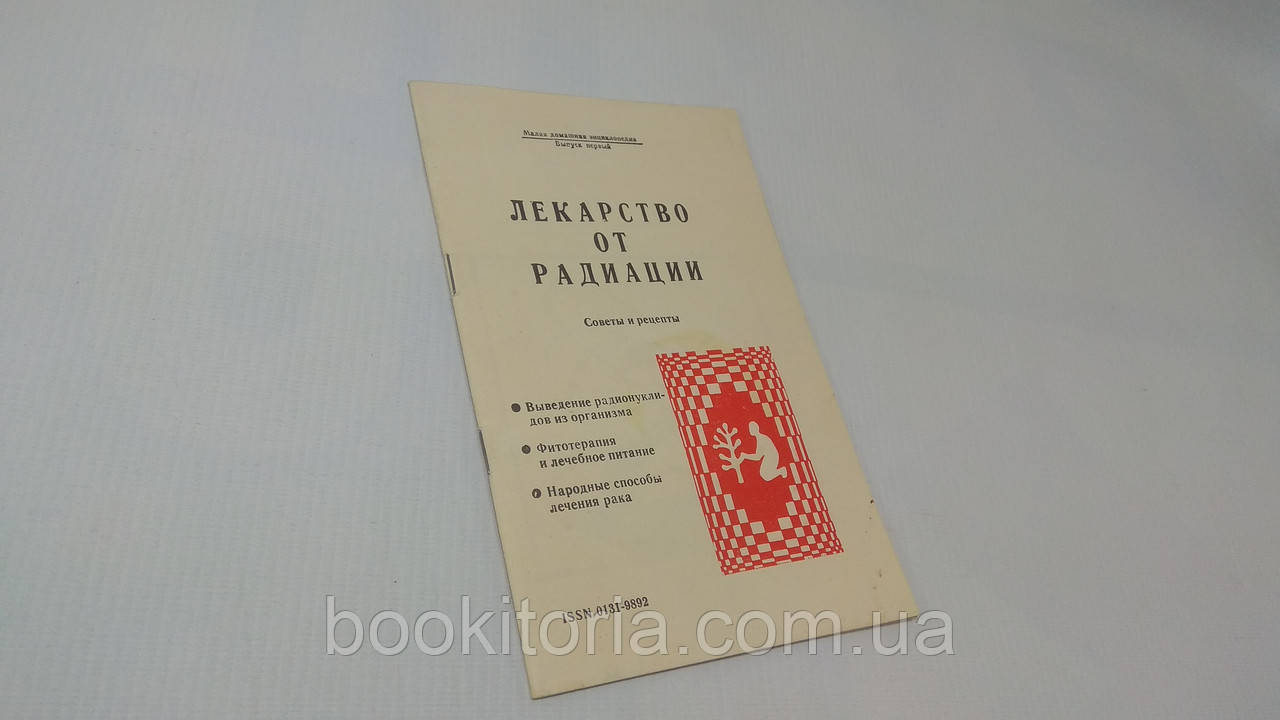 Малая домашняя энциклопедия
Выпуск первый
ЛЕКАРСТВО
ОТ
РАДИАЦИИ
Советы и рецепты
● Выведение радионукли-
дов из организма
● Фитотерапия
и лечебное питание
● Народные способы
лечения рака
ISSN 0131-9892
bookitoria.com.ua